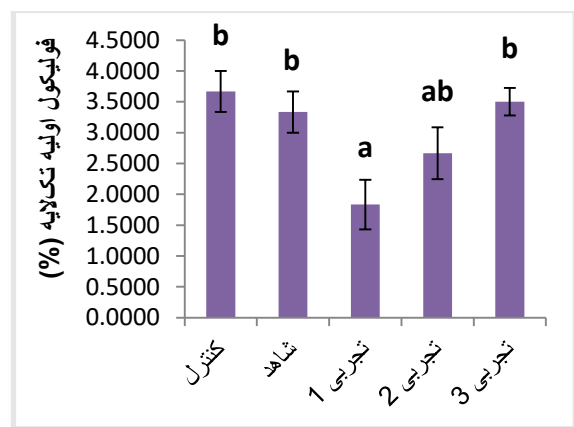 فولیکول اولیه تک‌لایه (%)
4.5000
4.0000
3.5000
3.0000
2.5000
2.0000
1.5000
1.0000
0.5000
0.0000
b
b
a
ab
b
کنترل
شاهد
تجربی 1
تجربی 2
تجربی 3